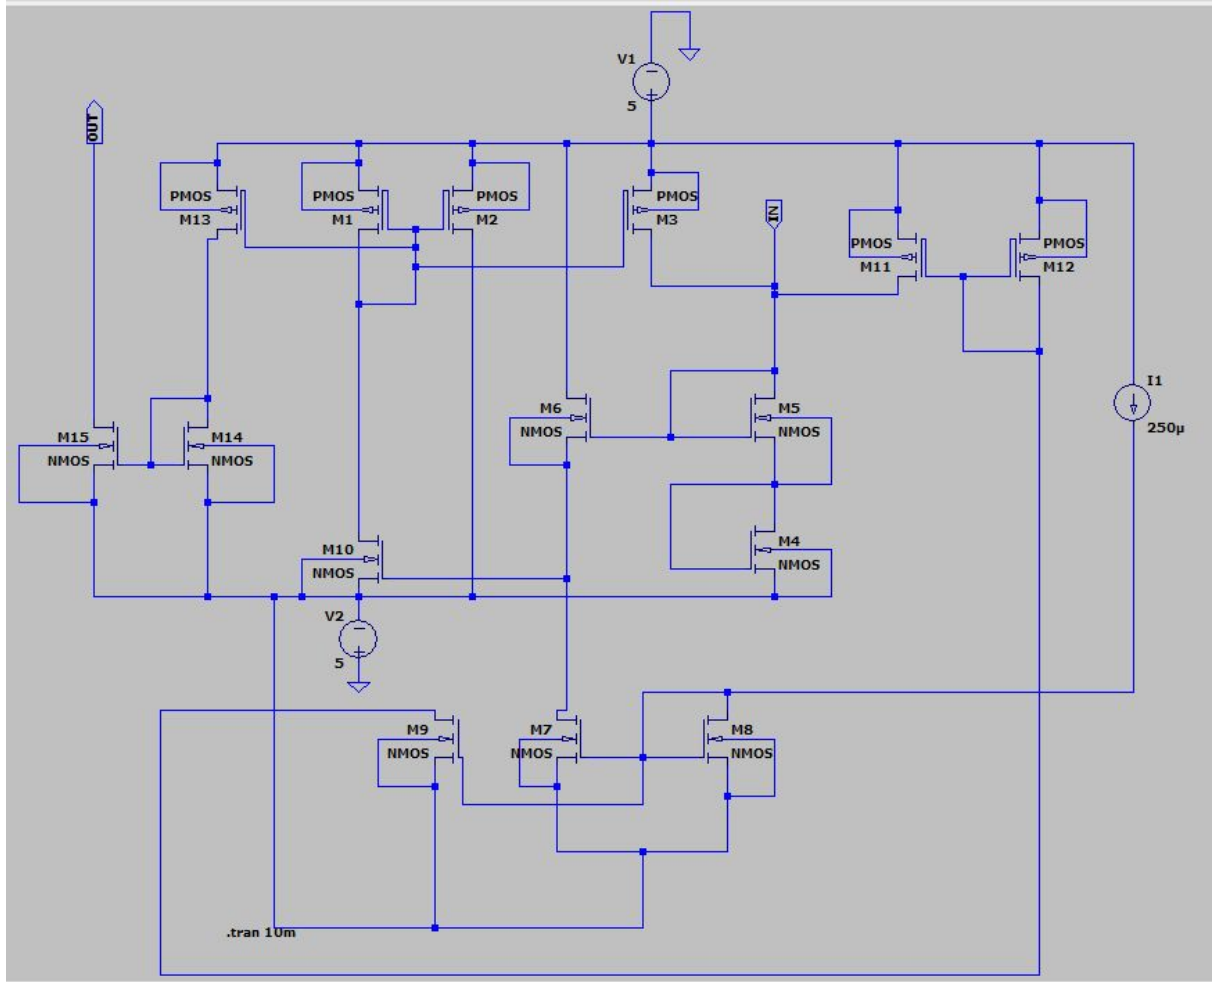 V1
5
OUT
PMOS
M13
PMOS
M1
PMOS
M2
PMOS
M3
IN
PMOS
M11
PMOS
M12
I1
250µ
M6
NMOS
M5
NMOS
M15
NMOS
M14
NMOS
M10
NMOS
M4
NMOS
V2
5
M9
NMOS
M7
NMOS
M8
NMOS
.tran 10m